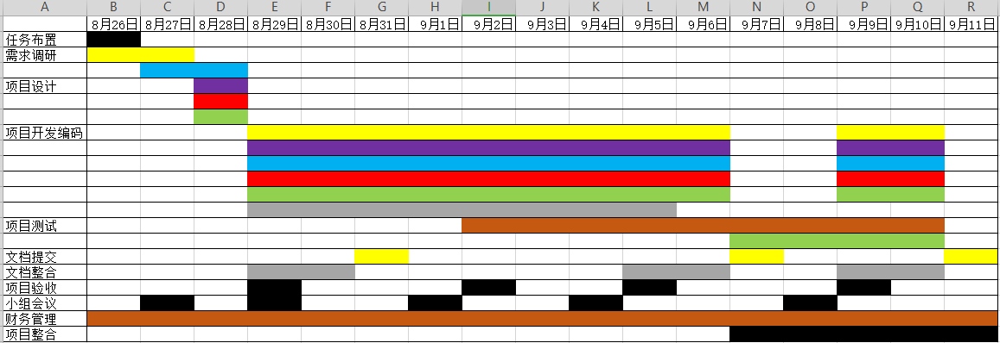 A B C D E F G H I J K L M N O P Q R
8月26日 8月27日 8月28日 8月29日 8月30日 8月31日 9月1日 9月2日 9月3日 9月4日 9月5日 9月6日 9月7日 9月8日 9月9日 9月10日 9月11日
任务布置
需求调研
项目设计
项目开发编码
项目测试
文档提交
文档整合
项目验收
小组会议
财务管理
项目整合